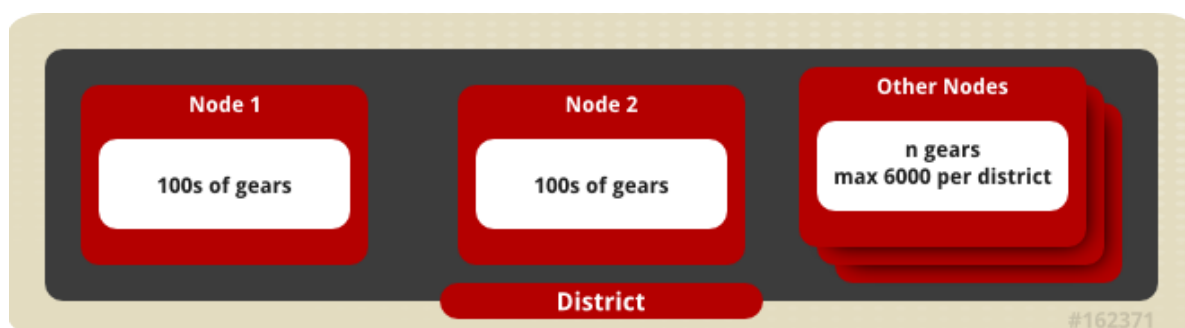 Node 1
100s of gears
Node 2
100s of gears
Other Nodes
n gears
max 6000 per district
District
#162371